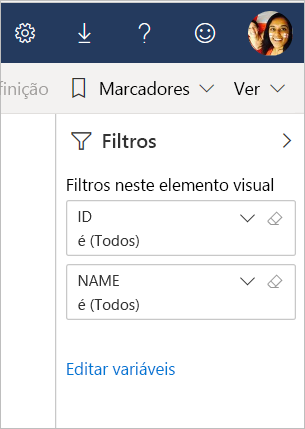 finição Marcadores Ver
Filtros
Filtros neste elemento visual
ID
é (Todos)
NAME
é (Todos)
Editar variáveis